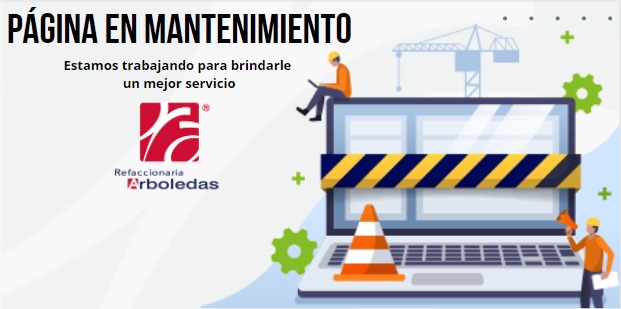 PÁGINA EN MANTENIMIENTO
Estamos trabajando para brindarle
un mejor servicio
®
Refaccionaria
Arboledas